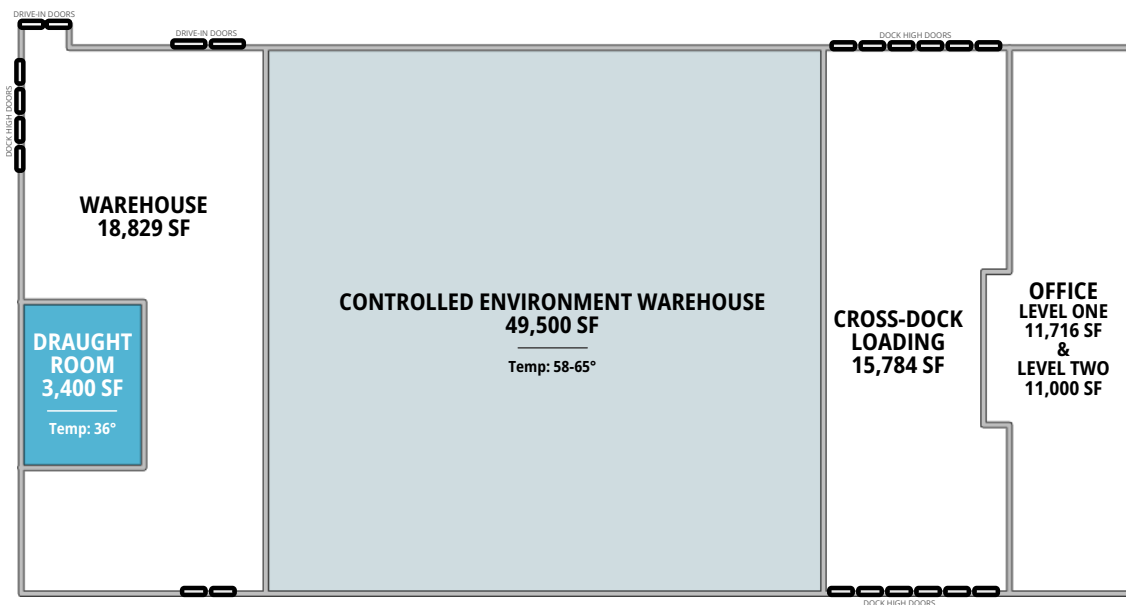 DRIVE-IN DOORS
DRIVE-IN DOORS
DOCK HIGH DOORS
DOCK HIGH DOORS
WAREHOUSE
18,829 SF
DRAUGHT
ROOM
3,400 SF
Temp: 36°
CONTROLLED ENVIRONMENT WAREHOUSE
49,500 SF
Temp: 58-65°
CROSS-DOCK
LOADING
15,784 SF
OFFICE
LEVEL ONE
11,716 SF
&
LEVEL TWO
11,000 SF
DOCK HIGH DOORS